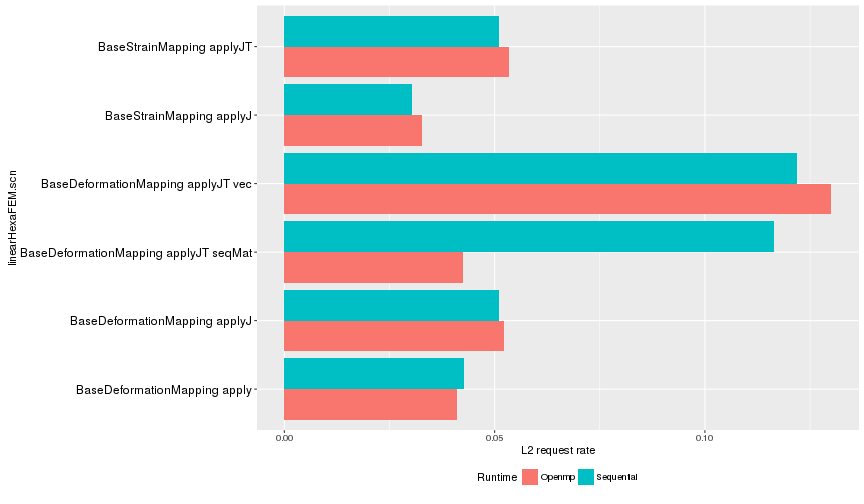 BaseStrainMapping applyJT
BaseStrainMapping applyJ
BaseDeformationMapping applyJT vec
BaseDeformationMapping applyJT seqMat
BaseDeformationMapping applyJ
BaseDeformationMapping apply
linearHexaFEM.scn
0.00
0.05
0.10
L2 request rate
Runtime
Openmp
Sequential